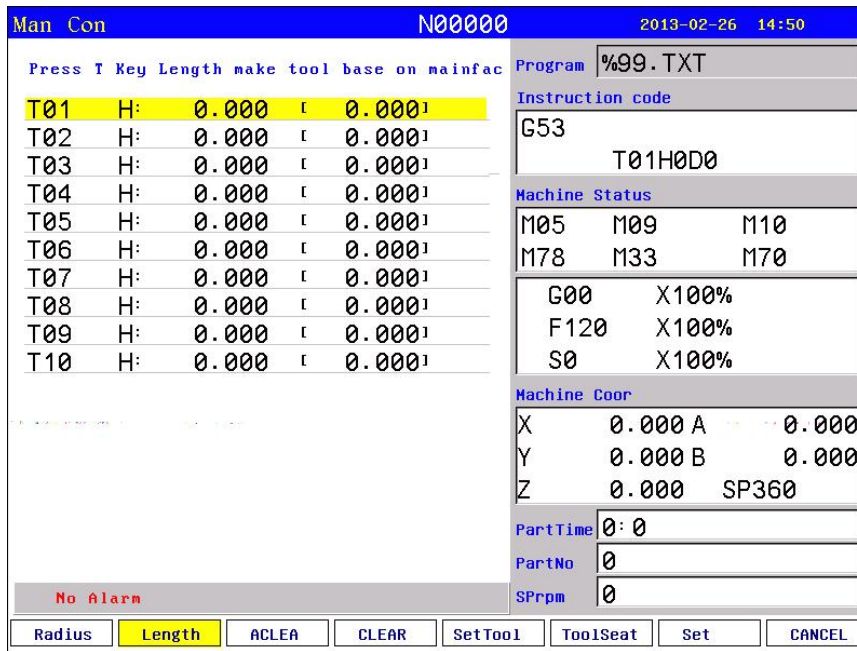 Man Con N00000 2013-02-26 14:50
Press T Key Length make tool base on mainfac
T01 H: 0.000 [ 0.000]
T02 H: 0.000 [ 0.000]
T03 H: 0.000 [ 0.000]
T04 H: 0.000 [ 0.000]
T05 H: 0.000 [ 0.000]
T06 H: 0.000 [ 0.000]
T07 H: 0.000 [ 0.000]
T08 H: 0.000 [ 0.000]
T09 H: 0.000 [ 0.000]
T10 H: 0.000 [ 0.000]
No Alarm
Program %99.TXT
Instruction code
G53
T01H0D0
Machine Status
M05 M09 M10
M78 M33 M70
G00 X100%
F120 X100%
S0 X100%
Machine Coor
X 0.000 A 0.000
Y 0.000 B 0.000
Z 0.000 SP360
PartTime 0:0
PartNo 0
SPrpm 0
Radius Length ACLEA CLEAR SetTool ToolSeat Set CANCEL